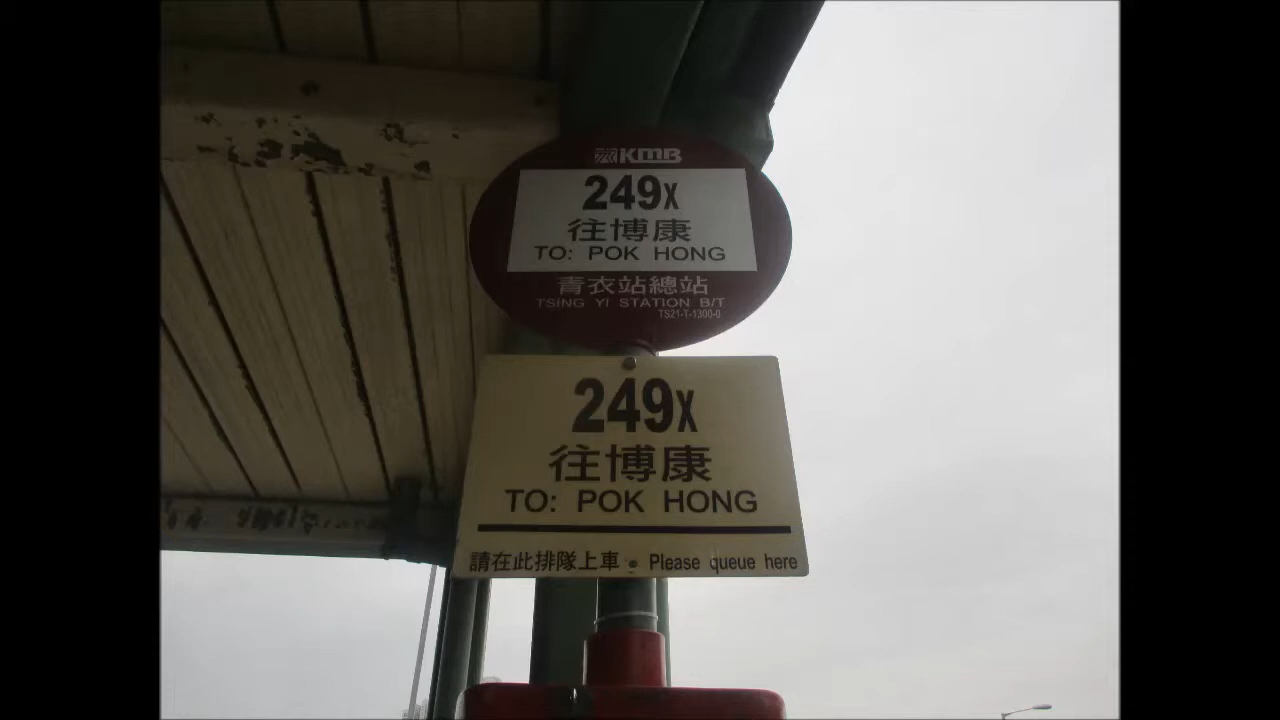 KMB
249X
往博康
TO: POK HONG
青衣站總站
TSING YI STATION B/T
TS21-T-1300-0
249X
往博康
TO: POK HONG
請在此排隊上車。 Please queue here